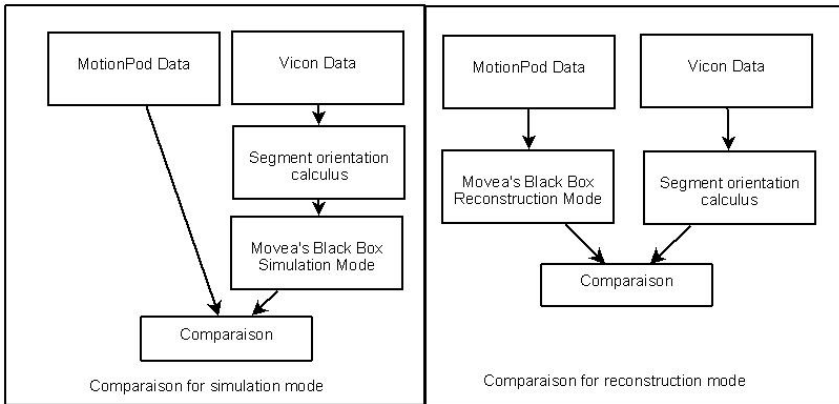 MotionPod Data
Vicon Data
Segment orientation
calculus
Movea's Black Box
Simulation Mode
Comparaison
Comparaison for simulation mode
MotionPod Data
Vicon Data
Movea's Black Box
Reconstruction Mode
Segment orientation
calculus
Comparaison
Comparaison for reconstruction mode